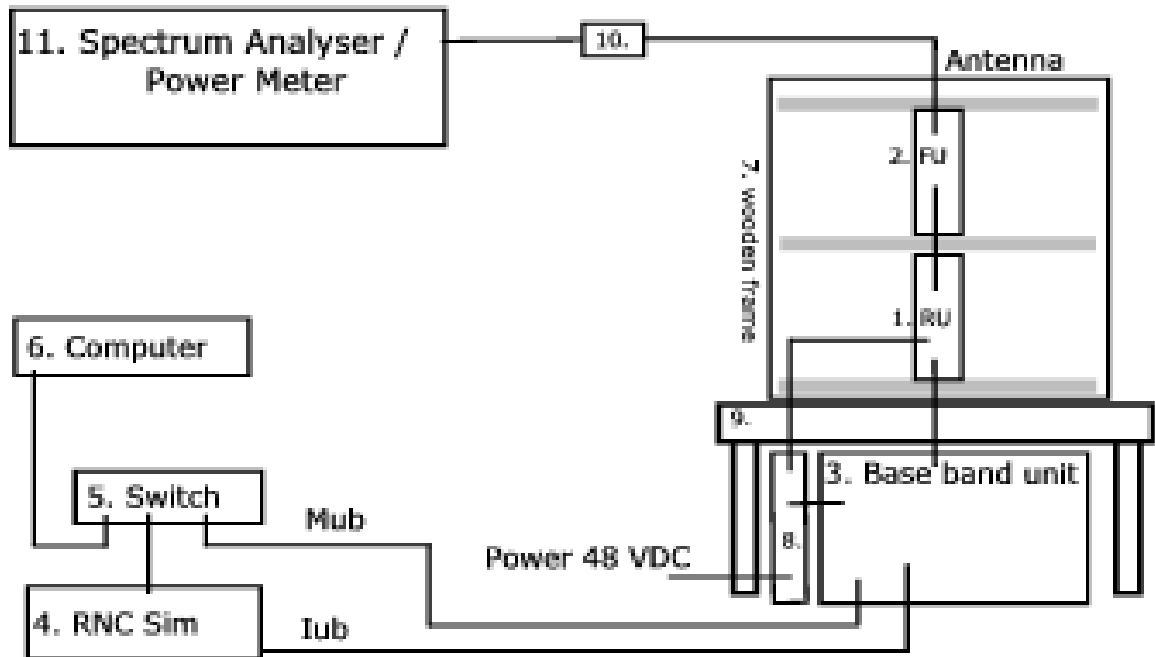 11. Spectrum Analyser /
Power Meter
10.
Antenna
2. FU
7. wooden frame
1. RU
6. Computer
9.
3. Base band unit
5. Switch
Mub
8.
Power 48 VDC
4. RNC Sim
Iub